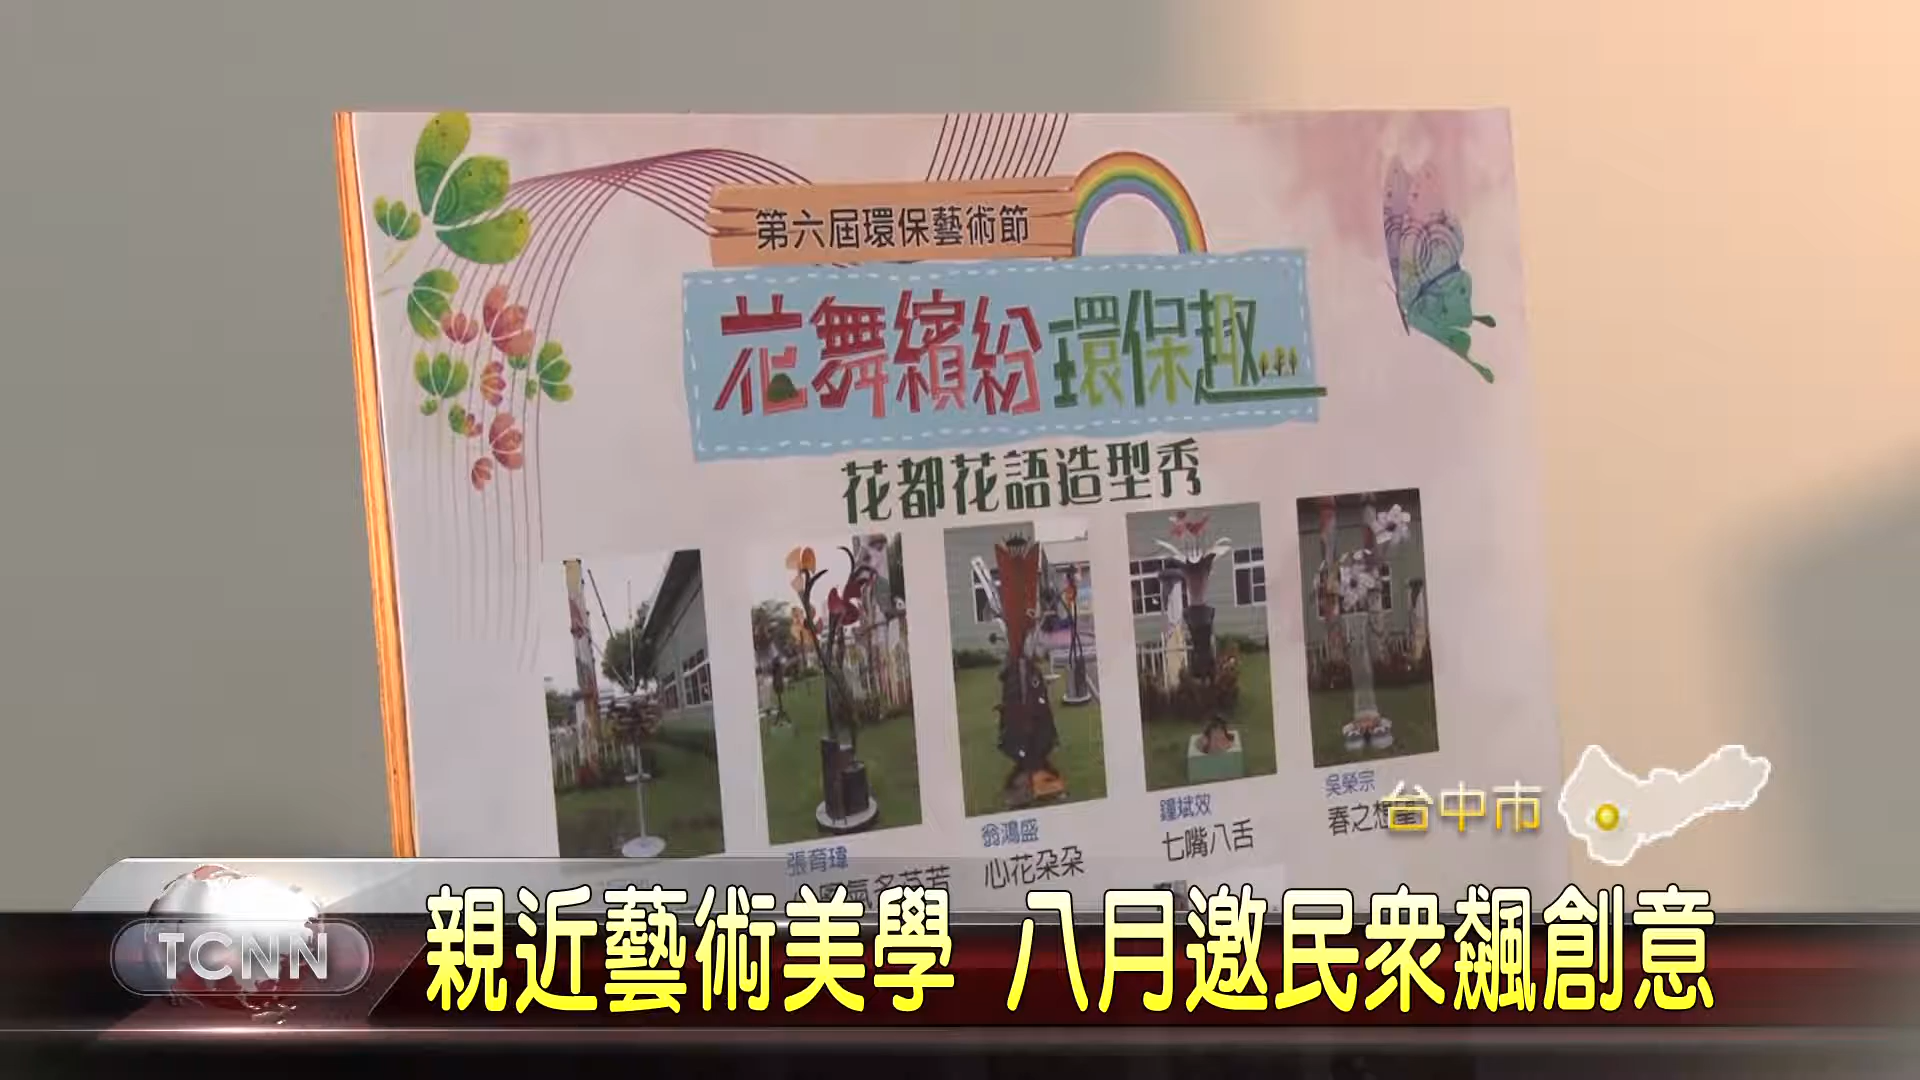 第六屆環保藝術節
花舞繽紛環保趣
花都花語造型秀
吳榮宗
春之想
鐘斌效
七嘴八舌
翁鴻盛
心花朵朵
張育瑋
台中市
TCNN
親近藝術美學 八月邀民眾飆創意